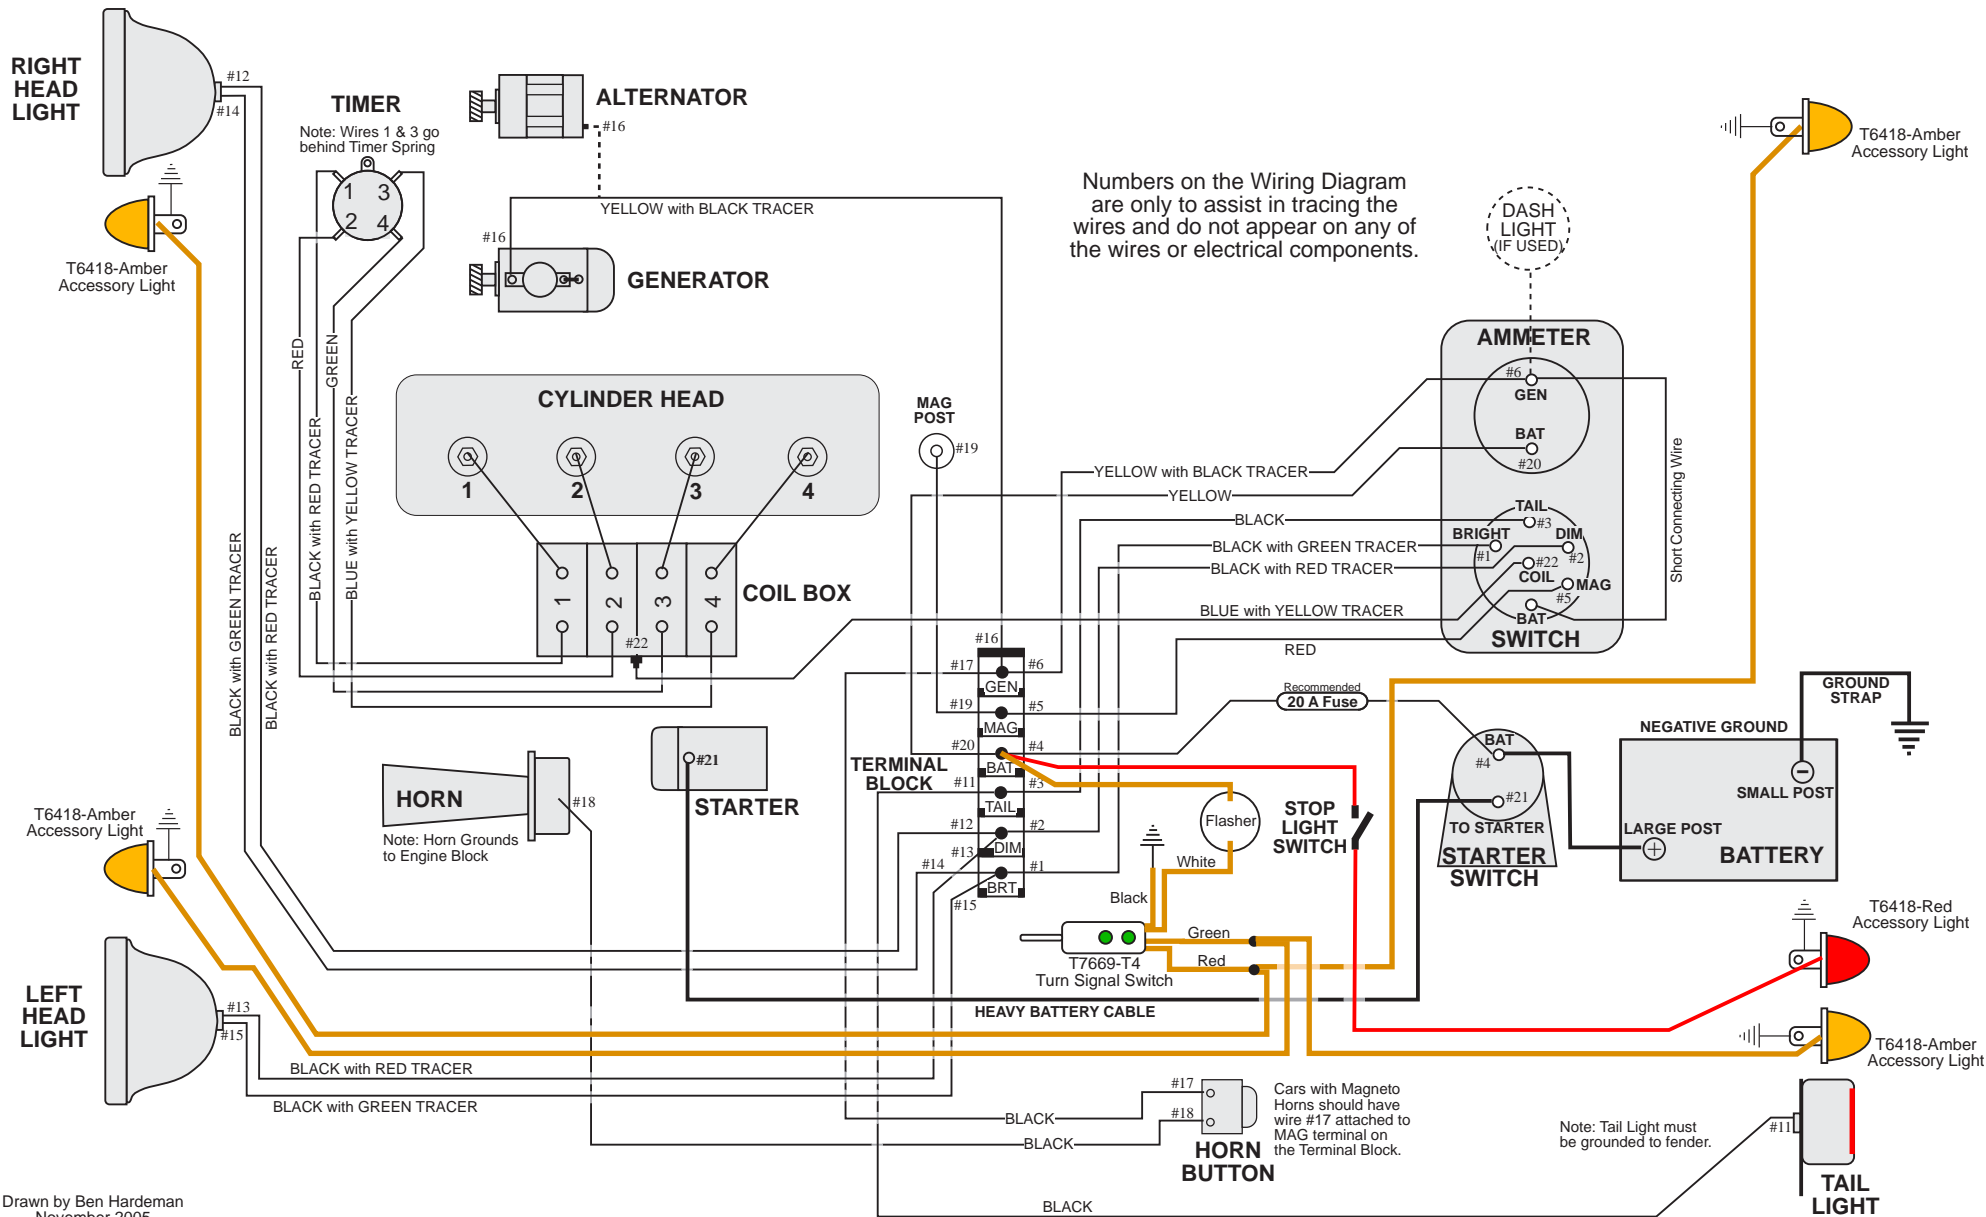 RIGHT
HEAD
LIGHT
#12
#14
TIMER
Note: Wires 1 & 3 go
behind Timer Spring
1
3
2
4
ALTERNATOR
#16
YELLOW with BLACK TRACER
#16
GENERATOR
T6418-Amber
Accessory Light
Numbers on the Wiring Diagram
are only to assist in tracing the
wires and do not appear on any of
the wires or electrical components.
DASH
LIGHT
(IF USED)
T6418-Amber
Accessory Light
RED
GREEN
BLACK with RED TRACER
BLUE with YELLOW TRACER
BLACK with GREEN TRACER
BLACK with RED TRACER
CYLINDER HEAD
1
2
3
4
MAG
POST
#19
AMMETER
#6
GEN
BAT
#20
YELLOW with BLACK TRACER
YELLOW
BLACK
BLACK with GREEN TRACER
BLACK with RED TRACER
BLUE with YELLOW TRACER
RED
TAIL
#3
BRIGHT
#1
DIM
#2
#22
COIL
MAG
#5
BAT
SWITCH
Short Connecting Wire
1
2
3
4
COIL BOX
#22
#16
#17
#6
GEN
#19
#5
MAG
#20
#4
BAT
TERMINAL
BLOCK
#11
#3
TAIL
#12
#2
#13
DIM
#14
#1
BRT
#15
Recommended
20 A Fuse
GROUND
STRAP
NEGATIVE GROUND
SMALL POST
LARGE POST
BATTERY
BAT
#4
#21
TO STARTER
STARTER
SWITCH
HORN
#18
Note: Horn Grounds
to Engine Block
#21
STARTER
Flasher
STOP
LIGHT
SWITCH
White
Black
Green
Red
T7669-T4
Turn Signal Switch
HEAVY BATTERY CABLE
T6418-Amber
Accessory Light
T6418-Red
Accessory Light
LEFT
HEAD
LIGHT
#13
#15
BLACK with RED TRACER
BLACK with GREEN TRACER
T6418-Amber
Accessory Light
#17
#18
BLACK
BLACK
HORN
BUTTON
Cars with Magneto
Horns should have
wire #17 attached to
MAG terminal on
the Terminal Block.
Note: Tail Light must
be grounded to fender.
#11
TAIL
LIGHT
BLACK
Drawn by Ben Hardeman
November 2005